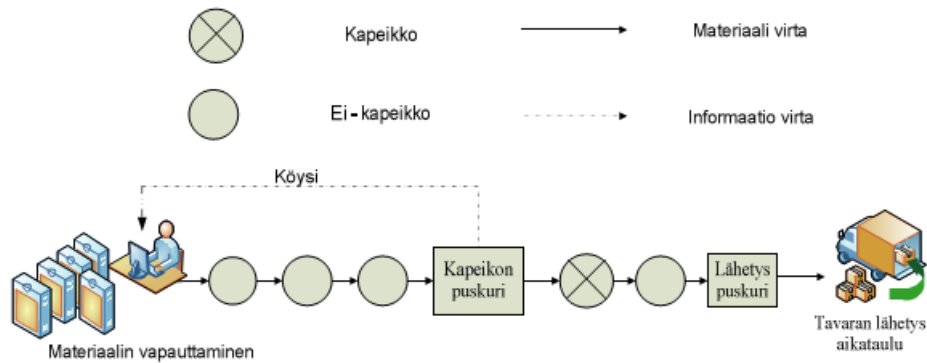 Kapeikko
Materiaali virta
Ei-kapeikko
Informaatio virta
Köysi
Kapeikon
puskuri
Lähetys
puskuri
Materiaalin vapauttaminen
Tavaran lähetys
aikataulu